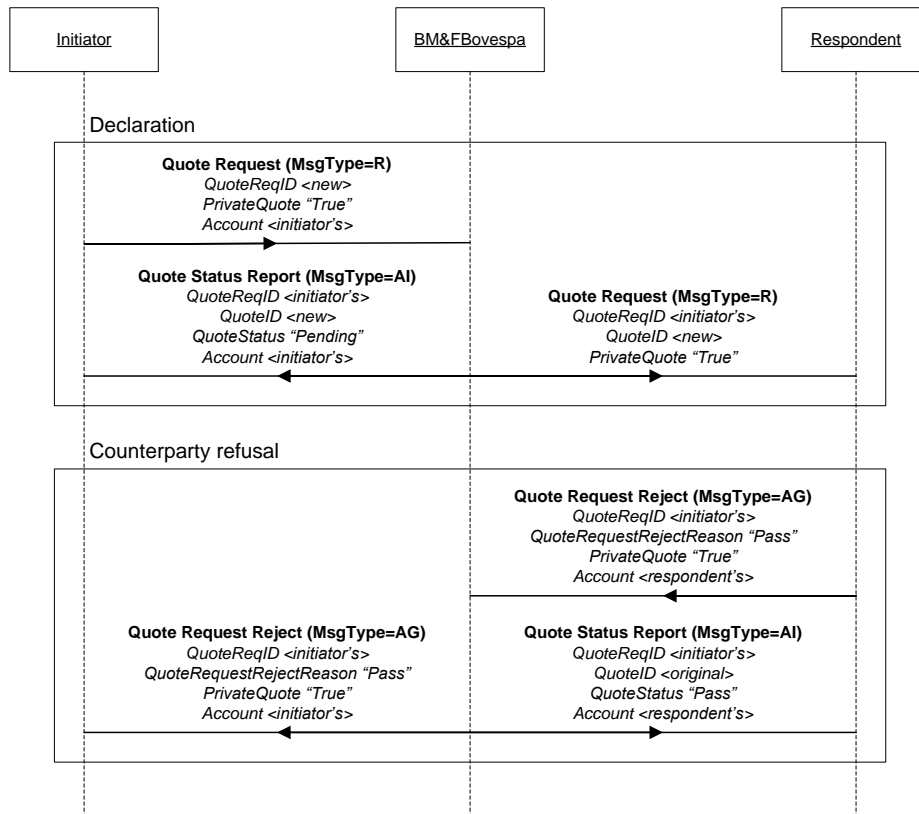 Initiator
BM&FBovespa
Respondent
Declaration
Quote Request (MsgType=R)
QuoteReqID <new>
PrivateQuote “True”
Account <initiator’s>
Quote Status Report (MsgType=AI)
QuoteReqID <initiator’s>
QuoteID <new>
QuoteStatus “Pending”
Account <initiator’s>
Quote Request (MsgType=R)
QuoteReqID <initiator’s>
QuoteID <new>
PrivateQuote “True”
Counterparty refusal
Quote Request Reject (MsgType=AG)
QuoteReqID <initiator’s>
QuoteRequestRejectReason “Pass”
PrivateQuote “True”
Account <respondent’s>
Quote Request Reject (MsgType=AG)
QuoteReqID <initiator’s>
QuoteRequestRejectReason “Pass”
PrivateQuote “True”
Account <initiator’s>
Quote Status Report (MsgType=AI)
QuoteReqID <initiator’s>
QuoteID <original>
QuoteStatus “Pass”
Account <respondent’s>